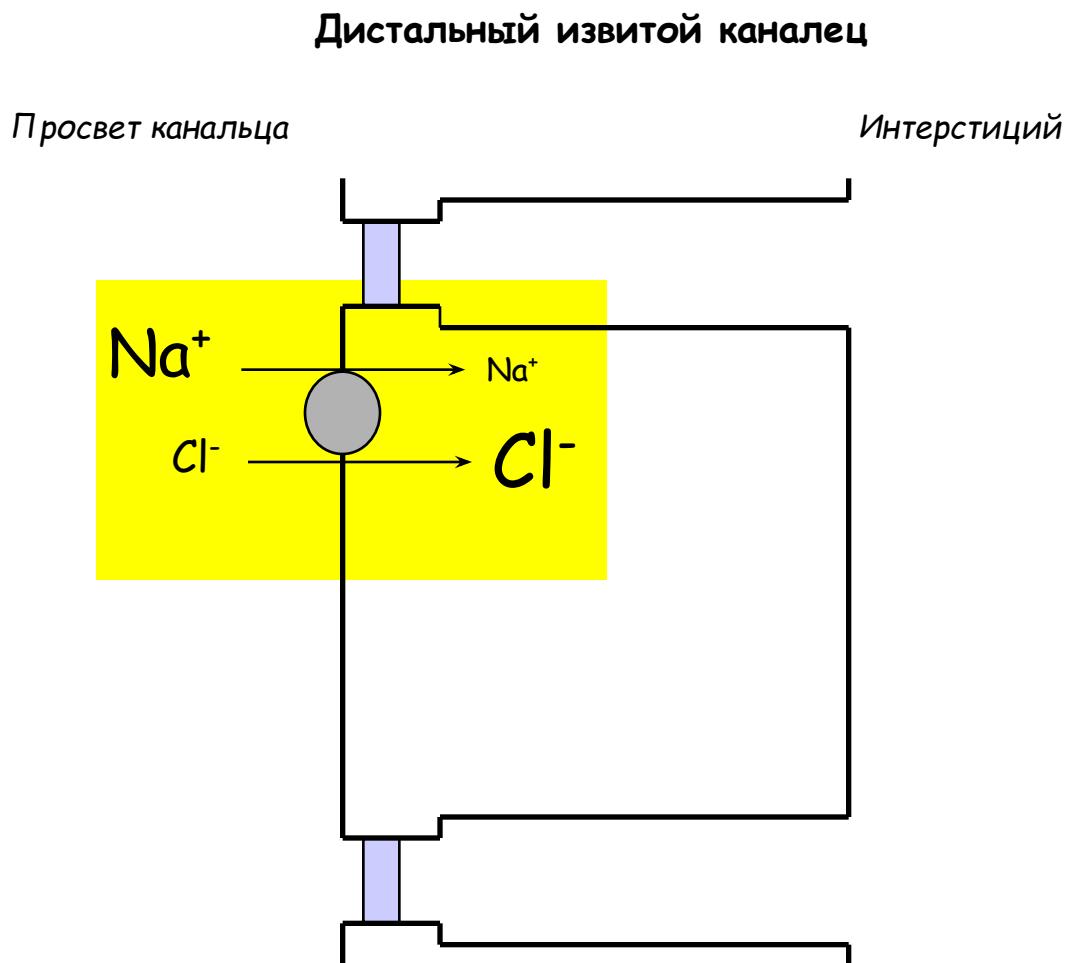 Дистальный извитой каналец
Просвет канальца
Интерстиций
Na⁺
Na⁺
Cl⁻
Cl⁻